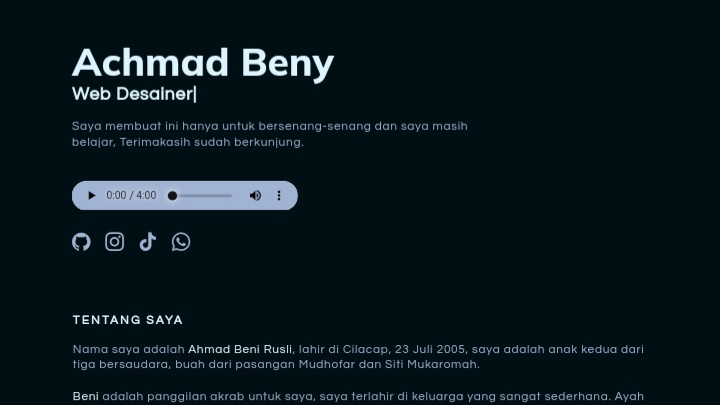 Achmad Beny
Web Desainer|
Saya membuat ini hanya untuk bersenang-senang dan saya masih
belajar, Terimakasih sudah berkunjung.
0:00 / 4:00
TENTANG SAYA
Nama saya adalah Ahmad Beni Rusli, lahir di Cilacap, 23 Juli 2005, saya adalah anak kedua dari
tiga bersaudara, buah dari pasangan Mudhofar dan Siti Mukaromah.
Beni adalah panggilan akrab untuk saya, saya terlahir di keluarga yang sangat sederhana. Ayah